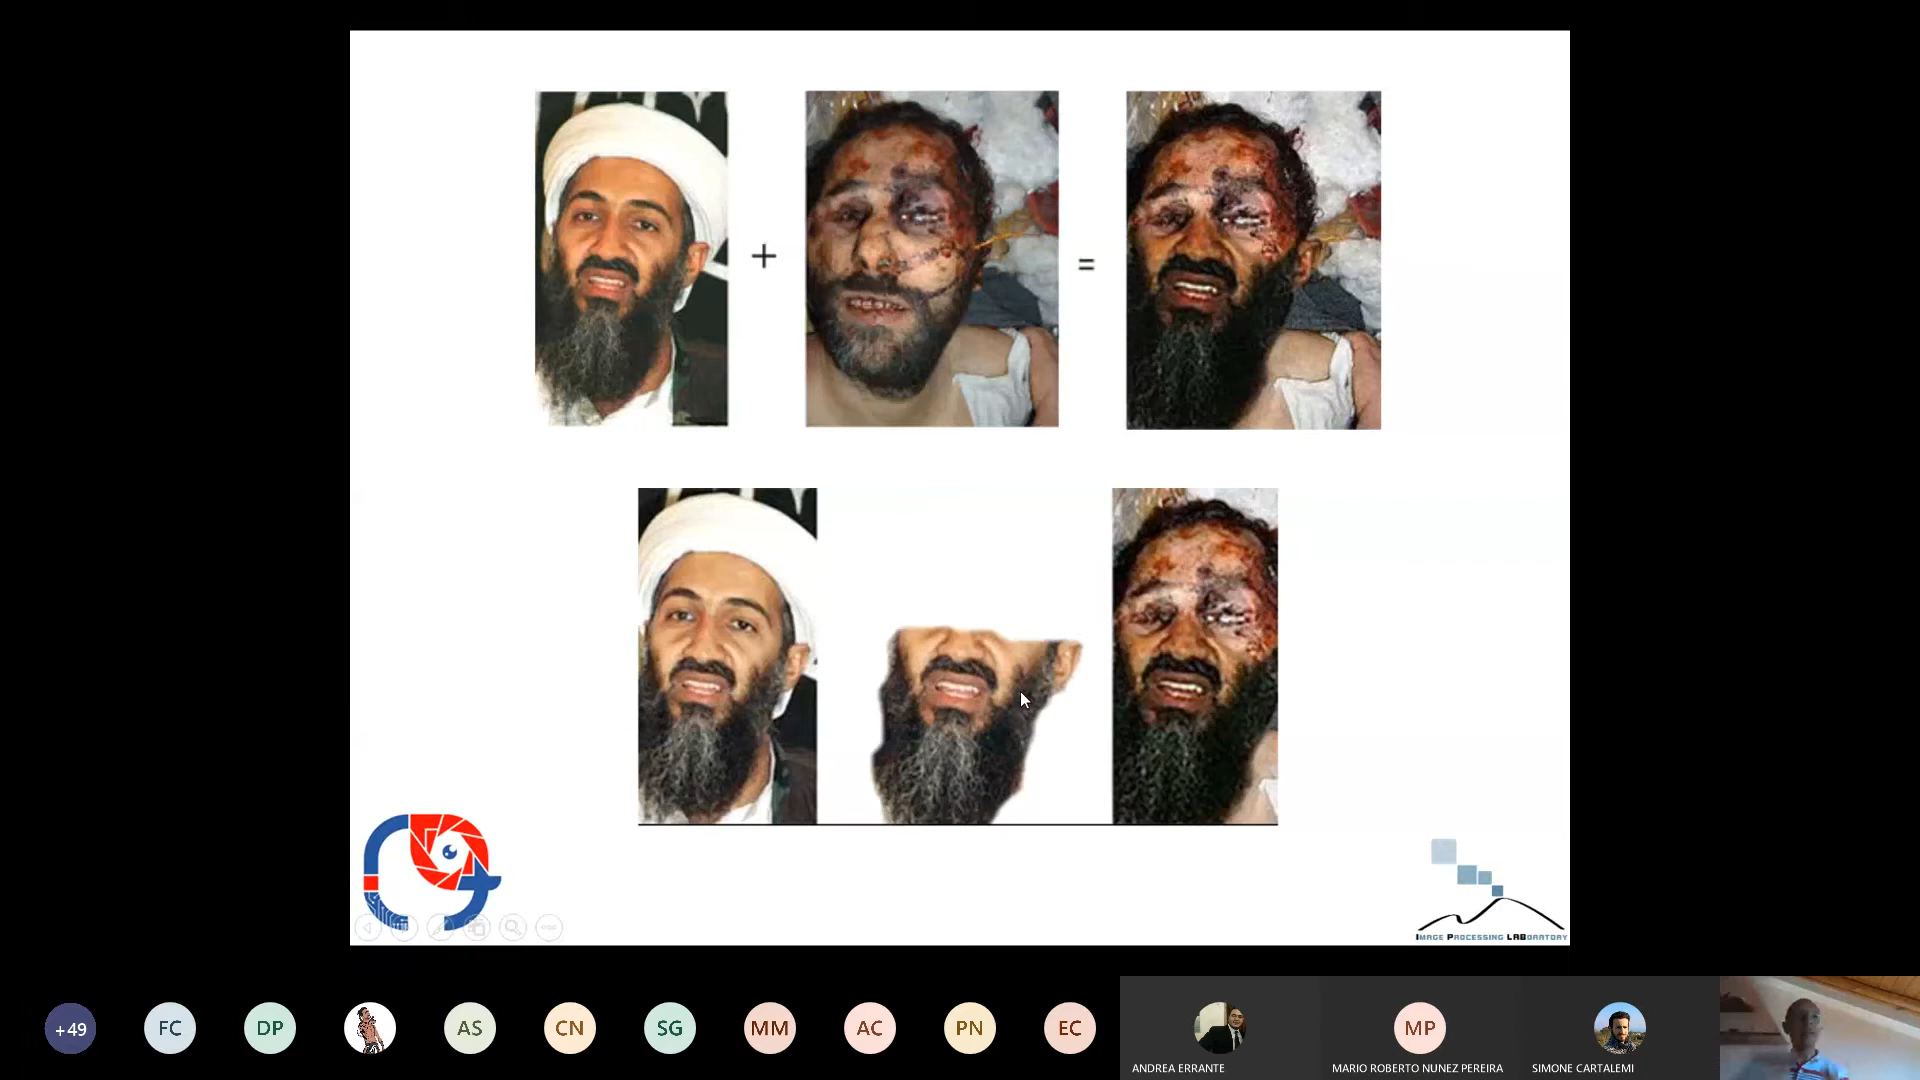 +
=
IMAGE PROCESSING LABORATORY
+49
FC
DP
AS
CN
SG
MM
AC
PN
EC
MP
ANDREA ERRANTE
MARIO ROBERTO NUNEZ PEREIRA
SIMONE CARTALEMI